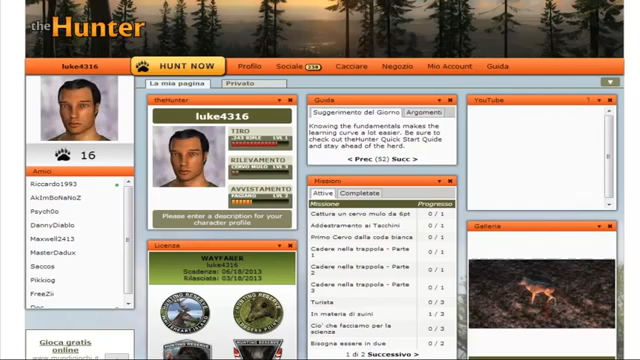 the Hunter
luke4316
HUNT NOW
Profilo
Sociale
Cacciare
Negozio
Mio Account
Guida
La mia pagina
Privato
16
Amici
Riccardo1993
AkImBoNaNoZ
Psych0o
DannyDiablo
Maxwell2413
MasterDadux
Saccos
Pikkiog
FreeZii
Gioca gratis
online
theHunter
luke4316
TIRO
RILEVAMENTO
AVVISTAMENTO
Please enter a description for your
character profile
Licenza
WAYFARER
luke4316
Scadenza: 06/18/2013
Rilasciata: 03/18/2013
Guida
Suggerimento del Giorno
Argomenti
Knowing the fundamentals makes the
learning curve a lot easier. Be sure to
check out theHunter Quick Start Guide
and stay ahead of the herd.
< Prec (52) Succ >
Missioni
Attive
Completate
Missione Progresso
Cattura un cervo mulo da 6pt 0 / 1
Addestramento ai Tacchini 0 / 1
Primo Cervo dalla coda bianca 0 / 1
Cadere nella trappola - Parte
1 0 / 1
Cadere nella trappola - Parte
2 0 / 1
Cadere nella trappola - Parte
3 0 / 1
Turista 0 / 3
In materia di suini 1 / 3
Cio' che facciamo per la
scienza 0 / 3
Bisogna essere in due 0 / 2
1 di 2 Successivo >
YouTube
Galleria